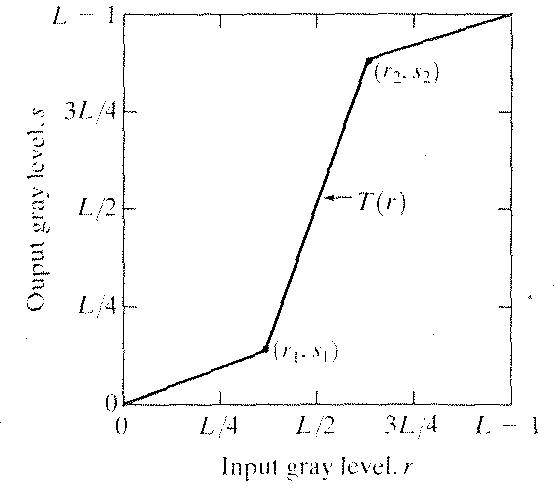 L − 1
(r₂, s₂)
3L/4
Ouput gray level, s
L/2
T(r)
L/4
(r₁, s₁)
0
0 L/4 L/2 3L/4 L − 1
Input gray level, r